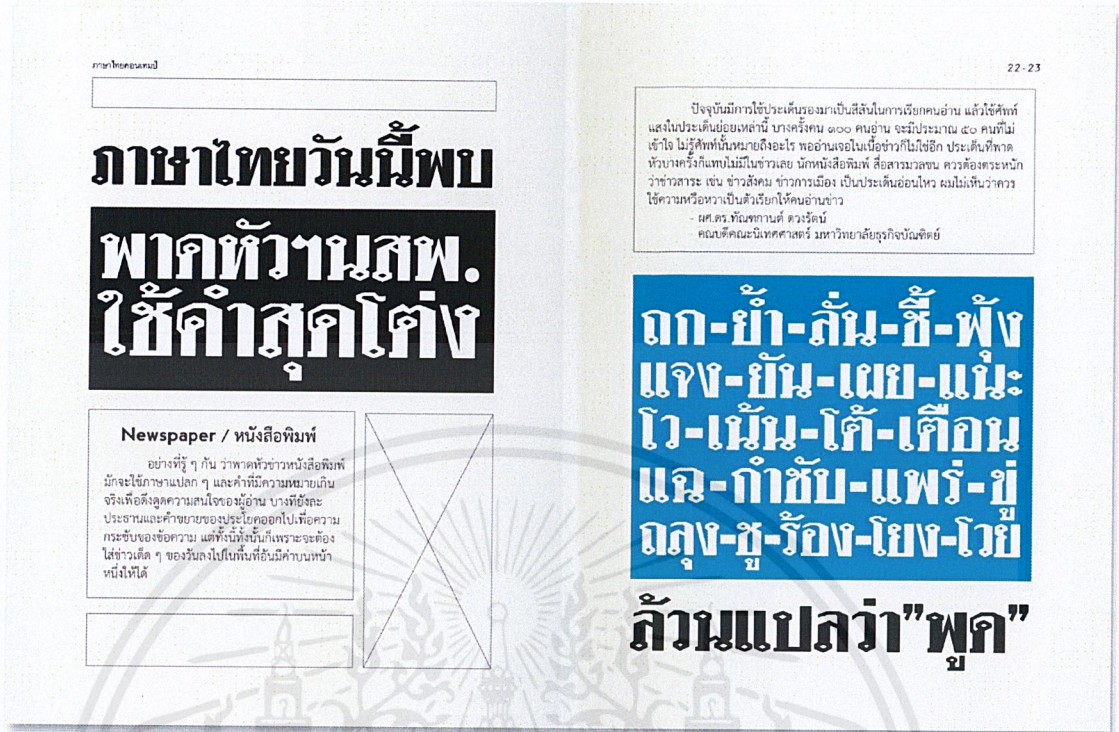 ภาษาไทยคอนเทมป์
ภาษาไทยวันนี้พบ
พาดหัวฯนสพ.
ใช้คำสุดโต่ง
Newspaper / หนังสือพิมพ์
อย่างที่รู้ ๆ กัน ว่าพาดหัวข่าวหนังสือพิมพ์
มักจะใช้ภาษาแปลก ๆ และคำที่มีความหมายเกิน
จริงเพื่อดึงดูดความสนใจของผู้อ่าน บางทียังละ
ประธานและคำขยายของประโยคออกไปเพื่อความ
กระชับของข้อความ แต่ทั้งนี้ทั้งนั้นก็เพราะจะต้อง
ใส่ข่าวเด็ด ๆ ของวันลงไปในพื้นที่อันมีค่าบนหน้า
หนึ่งให้ได้
22-23
ปัจจุบันมีการใช้ประเด็นรองมาเป็นสีสันในการเรียกคนอ่าน แล้วใช้ศัพท์
แสลงในประเด็นย่อยเหล่านี้ บางครั้งคน ๑๐๐ คนอ่าน จะมีประมาณ ๕๐ คนที่ไม่
เข้าใจ ไม่รู้ศัพท์นั้นหมายถึงอะไร พออ่านเจอในเนื้อข่าวก็ไม่ใช่อีก ประเด็นที่พาด
หัวบางครั้งก็แทบไม่มีในข่าวเลย นักหนังสือพิมพ์ สื่อสารมวลชน ควรต้องตระหนัก
ว่าข่าวสาระ เช่น ข่าวสังคม ข่าวการเมือง เป็นประเด็นอ่อนไหว ผมไม่เห็นว่าควร
ใช้ความหวือหวาเป็นตัวเรียกให้คนอ่านข่าว
- ผศ.ดร.ทัณฑกานต์ ดวงรัตน์
คณบดีคณะนิเทศศาสตร์ มหาวิทยาลัยธุรกิจบัณฑิตย์
ถก-ย้ำ-ลั่น-ชี้-ฟุ้ง
แจง-ยัน-เผย-แนะ
โว-เน้น-โต้-เตือน
แฉ-กำชับ-แพร่-ขู่
ถลุง-ชู-ร้อง-โยง-โวย
ล้วนแปลว่า"พูด"